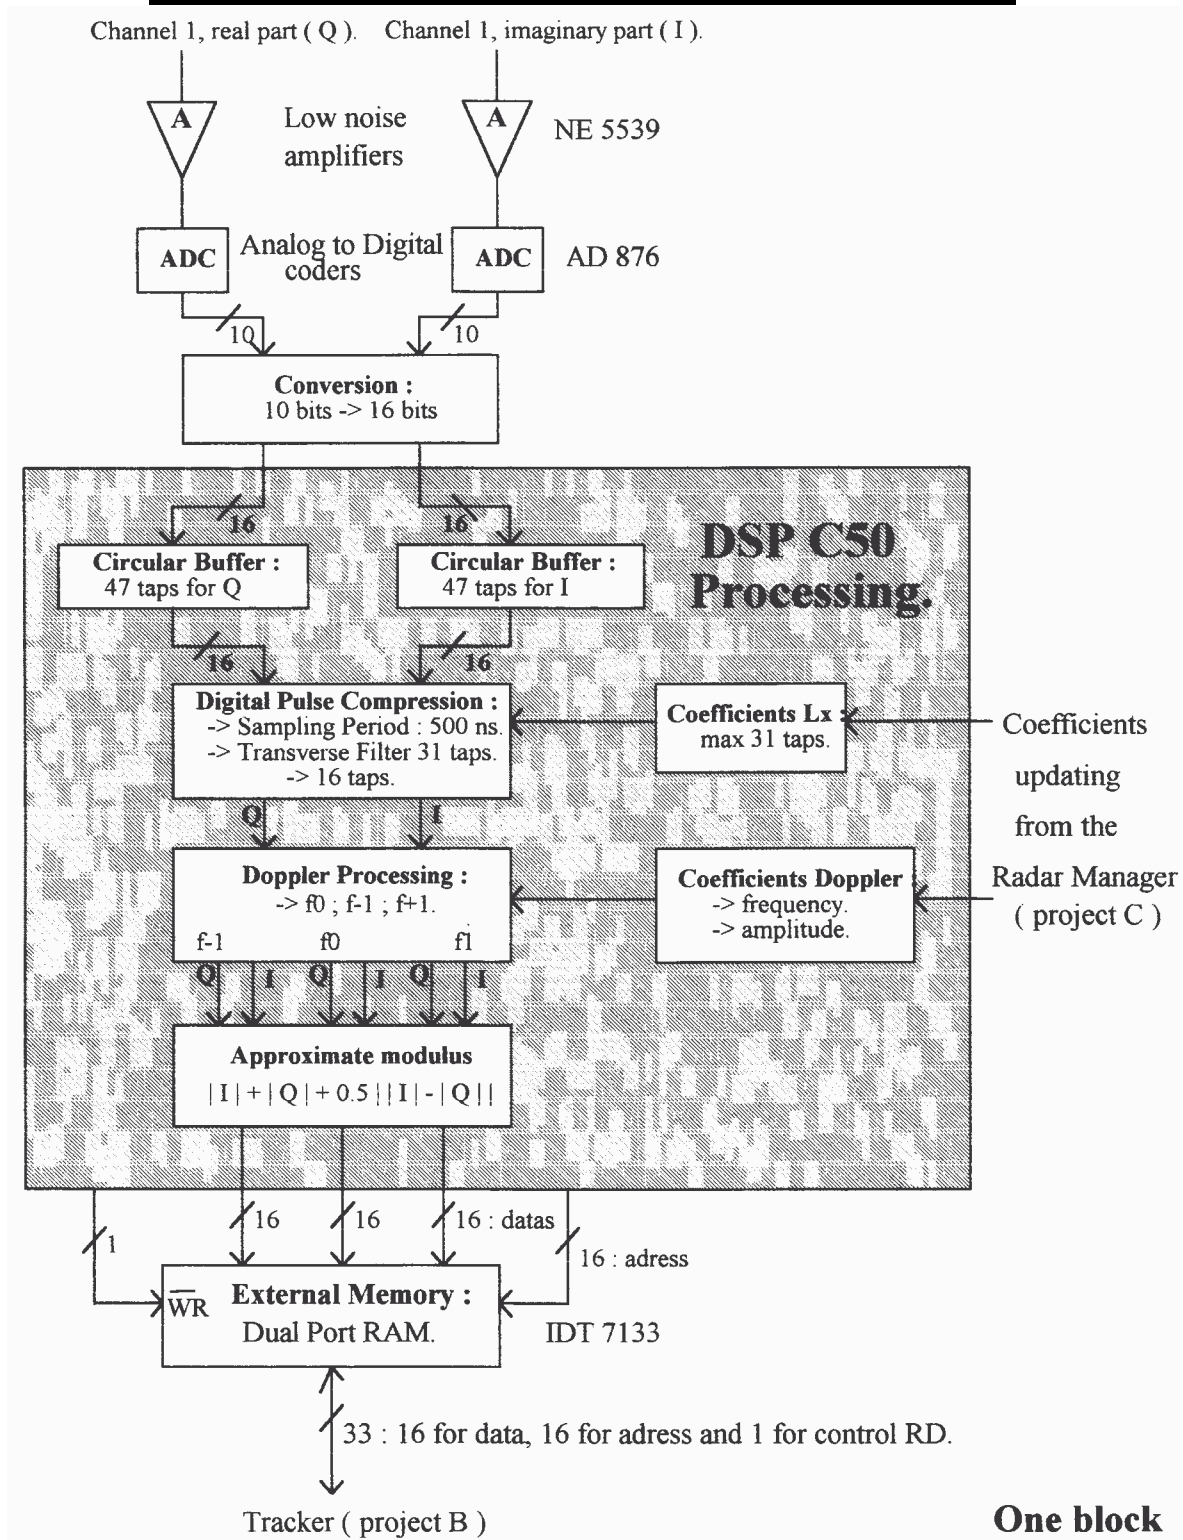 Channel 1, real part ( Q ). Channel 1, imaginary part ( I ).
A
A
Low noise
amplifiers
NE 5539
ADC
Analog to Digital
coders
ADC
AD 876
10
10
Conversion :
10 bits -> 16 bits
16
16
DSP C50
Processing.
Circular Buffer :
47 taps for Q
Circular Buffer :
47 taps for I
16
16
Digital Pulse Compression :
-> Sampling Period : 500 ns.
-> Transverse Filter 31 taps.
-> 16 taps.
Coefficients Lx :
max 31 taps.
Coefficients
updating
from the
Radar Manager
( project C )
Q
I
Doppler Processing :
-> f0 ; f-1 ; f+1.
f-1 f0 f1
Coefficients Doppler
-> frequency.
-> amplitude.
Q I Q I Q I
Approximate modulus
| I | + | Q | + 0.5 | | I | - | Q | |
1
16
16
16 : datas
16 : adress
WR
External Memory :
Dual Port RAM.
IDT 7133
33 : 16 for data, 16 for adress and 1 for control RD.
Tracker ( project B )
One block